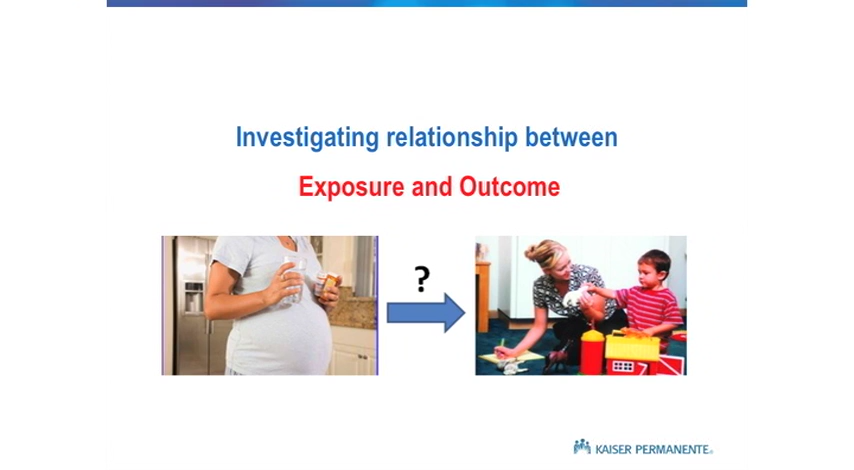 Investigating relationship between
Exposure and Outcome
?
KAISER PERMANENTE®